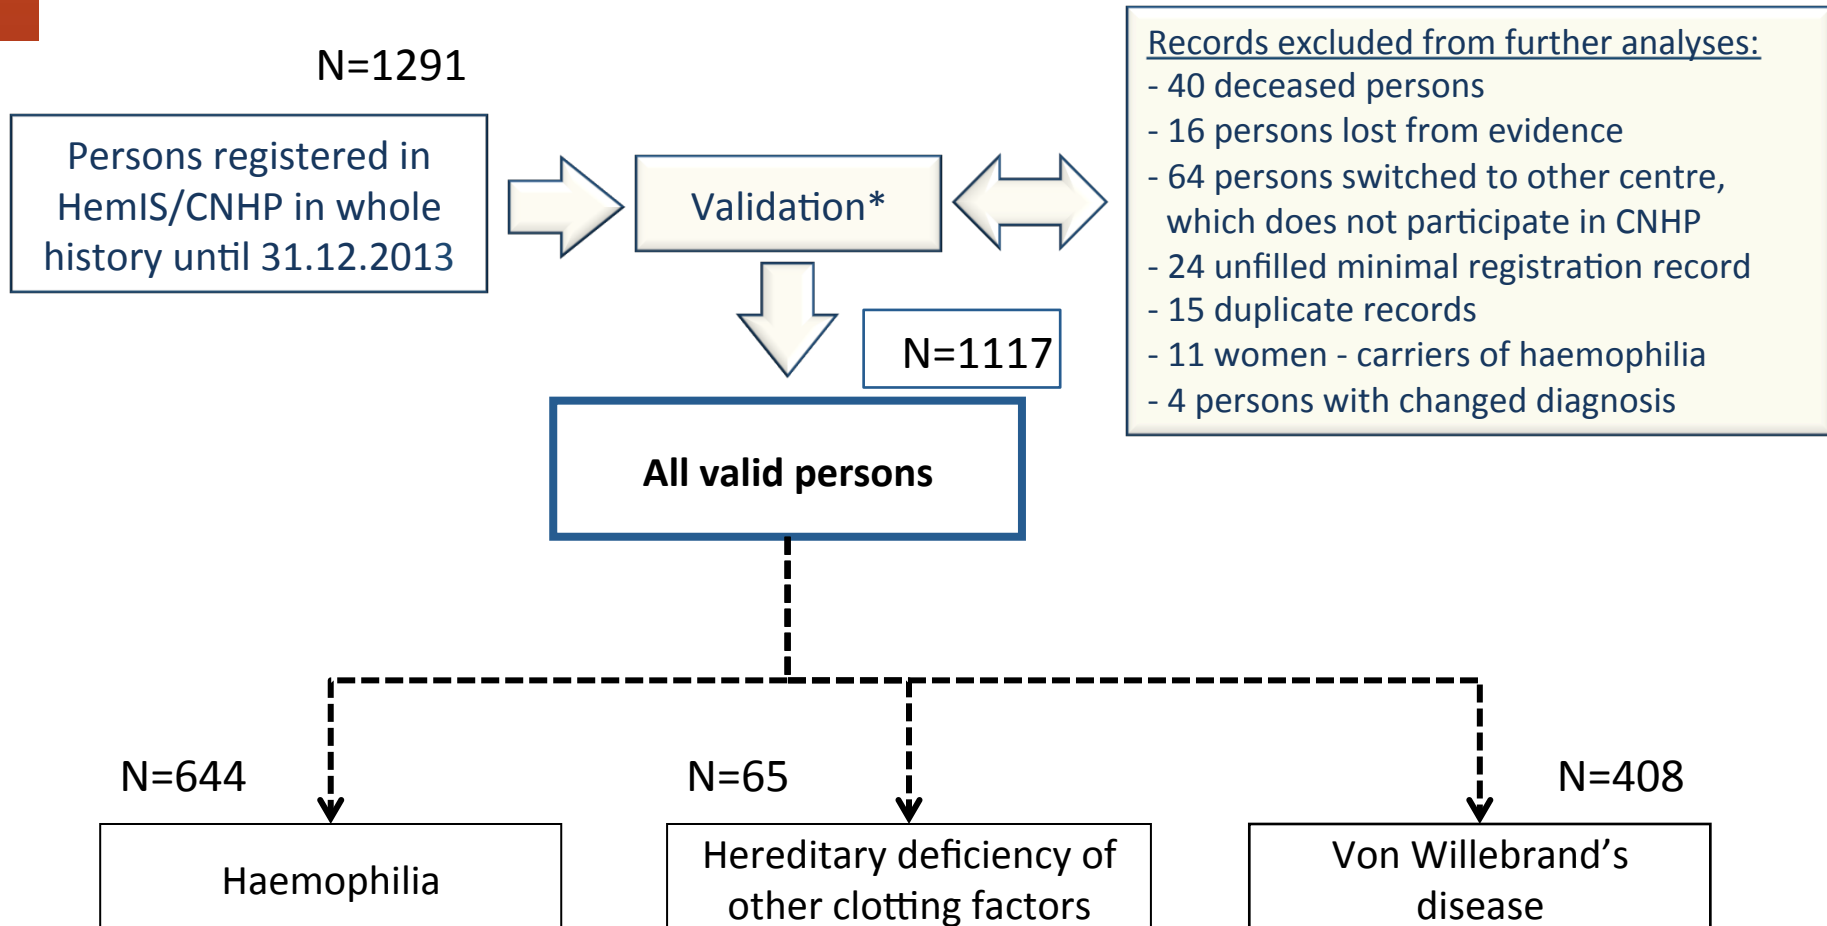 N=1291
Persons registered in
HemIS/CNHP in whole
history until 31.12.2013
Validation*
Records excluded from further analyses:
- 40 deceased persons
- 16 persons lost from evidence
- 64 persons switched to other centre,
which does not participate in CNHP
- 24 unfilled minimal registration record
- 15 duplicate records
- 11 women - carriers of haemophilia
- 4 persons with changed diagnosis
N=1117
All valid persons
N=644
Haemophilia
N=65
Hereditary deficiency of
other clotting factors
N=408
Von Willebrand’s
disease